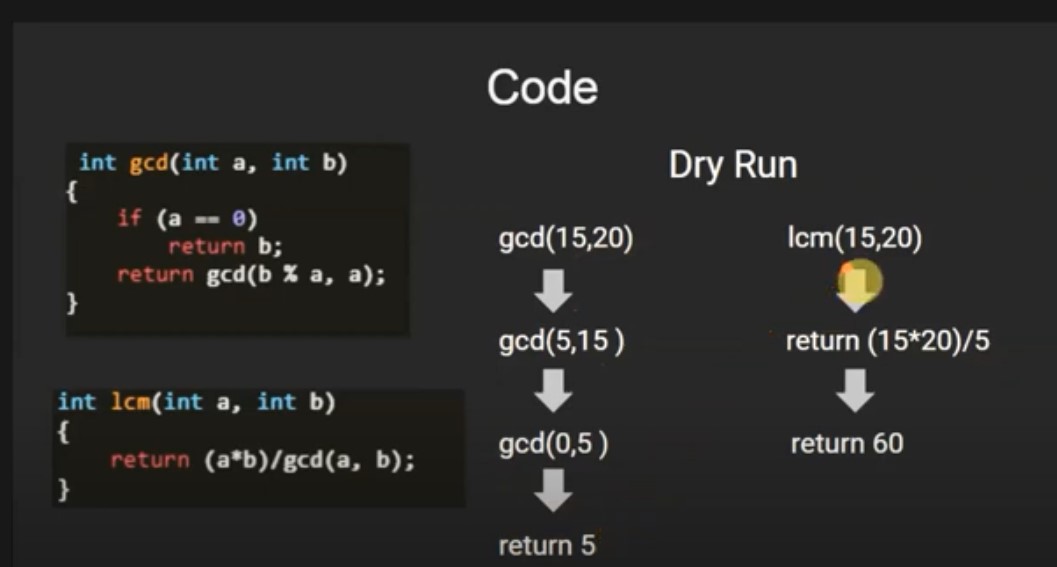 Code
int gcd(int a, int b)
{
if (a == 0)
return b;
return gcd(b % a, a);
}
int lcm(int a, int b)
{
return (a*b)/gcd(a, b);
}
Dry Run
gcd(15,20)
gcd(5,15 )
gcd(0,5 )
return 5
lcm(15,20)
return (15*20)/5
return 60